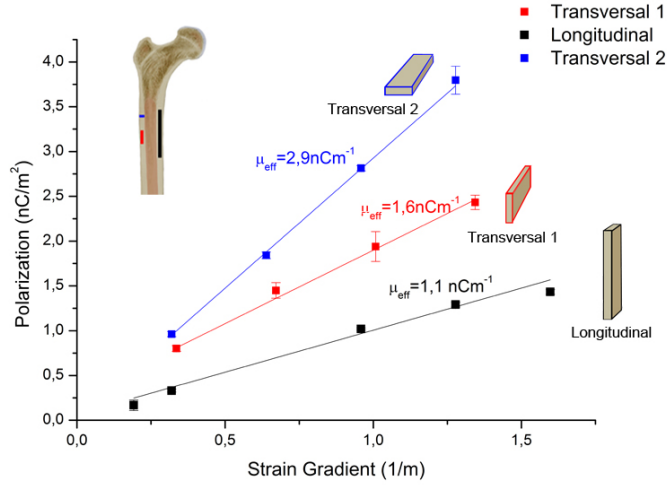 Transversal 1
Longitudinal
Transversal 2
4,0
3,5
3,0
2,5
2,0
1,5
1,0
0,5
0,0
Polarization (nC/m²)
Transversal 2
μeff=2,9nCm⁻¹
μeff=1,6nCm⁻¹
Transversal 1
μeff=1,1 nCm⁻¹
Longitudinal
0,0
0,5
1,0
1,5
Strain Gradient (1/m)